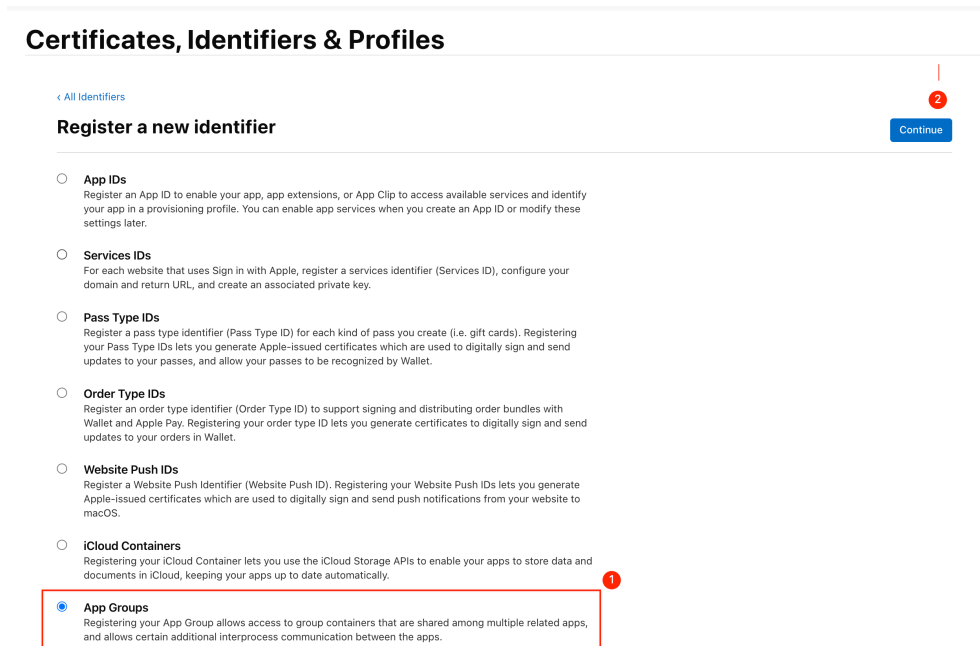 Certificates, Identifiers & Profiles
‹ All Identifiers
2
Register a new identifier
Continue
App IDs
Register an App ID to enable your app, app extensions, or App Clip to access available services and identify
your app in a provisioning profile. You can enable app services when you create an App ID or modify these
settings later.
Services IDs
For each website that uses Sign in with Apple, register a services identifier (Services ID), configure your
domain and return URL, and create an associated private key.
Pass Type IDs
Register a pass type identifier (Pass Type ID) for each kind of pass you create (i.e. gift cards). Registering
your Pass Type IDs lets you generate Apple-issued certificates which are used to digitally sign and send
updates to your passes, and allow your passes to be recognized by Wallet.
Order Type IDs
Register an order type identifier (Order Type ID) to support signing and distributing order bundles with
Wallet and Apple Pay. Registering your order type ID lets you generate certificates to digitally sign and send
updates to your orders in Wallet.
Website Push IDs
Register a Website Push Identifier (Website Push ID). Registering your Website Push IDs lets you generate
Apple-issued certificates which are used to digitally sign and send push notifications from your website to
macOS.
iCloud Containers
Registering your iCloud Container lets you use the iCloud Storage APIs to enable your apps to store data and
documents in iCloud, keeping your apps up to date automatically.
1
App Groups
Registering your App Group allows access to group containers that are shared among multiple related apps,
and allows certain additional interprocess communication between the apps.